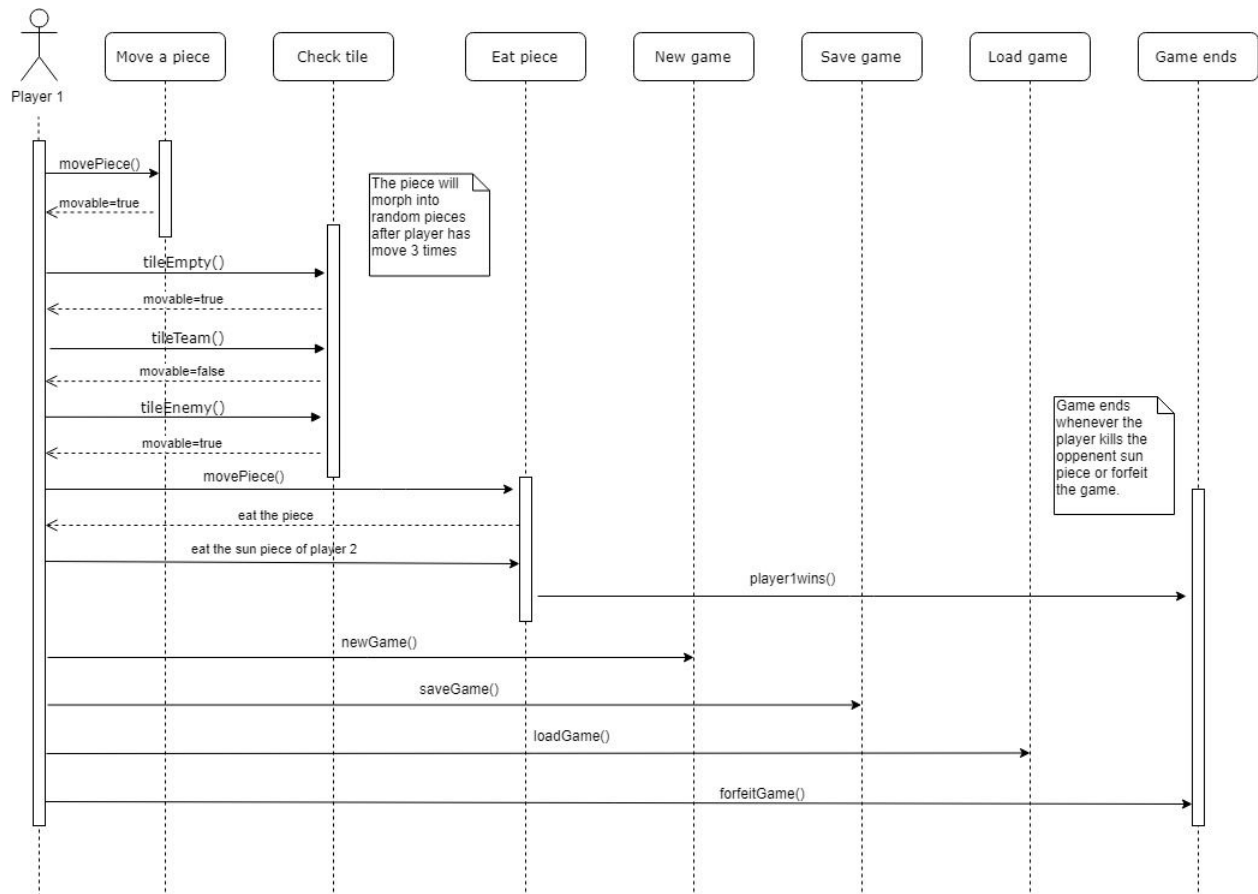 Move a piece
Check tile
Eat piece
New game
Save game
Load game
Game ends
Player 1
movePiece()
movable=true
The piece will
morph into
random pieces
after player has
move 3 times
tileEmpty()
movable=true
tileTeam()
movable=false
tileEnemy()
movable=true
Game ends
whenever the
player kills the
oppenent sun
piece or forfeit
the game.
movePiece()
eat the piece
eat the sun piece of player 2
player1wins()
newGame()
saveGame()
loadGame()
forfeitGame()